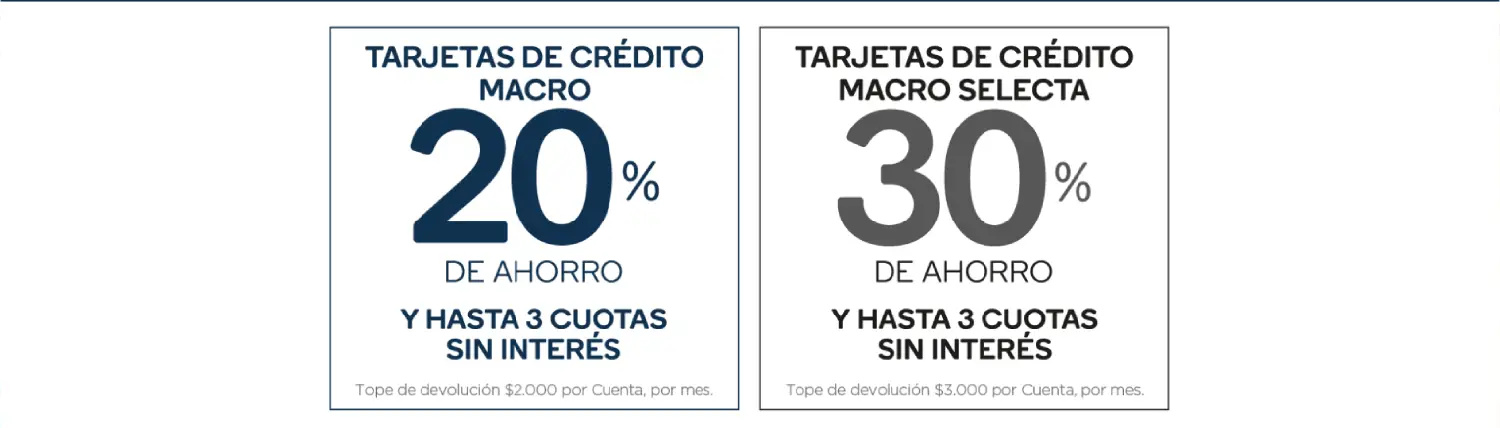 TARJETAS DE CRÉDITO
MACRO
20%
DE AHORRO
Y HASTA 3 CUOTAS
SIN INTERÉS
Tope de devolución $2.000 por Cuenta, por mes.
TARJETAS DE CRÉDITO
MACRO SELECTA
30%
DE AHORRO
Y HASTA 3 CUOTAS
SIN INTERÉS
Tope de devolución $3.000 por Cuenta, por mes.